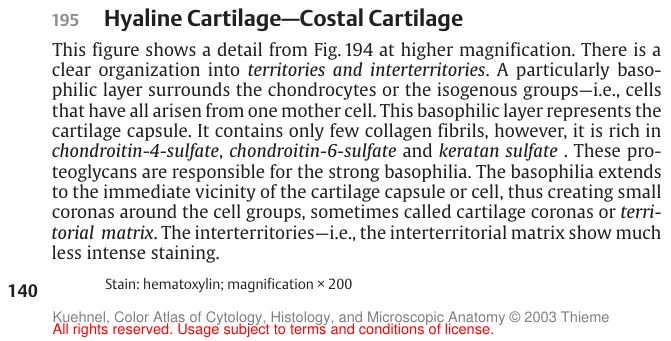 195 Hyaline Cartilage—Costal Cartilage
This figure shows a detail from Fig. 194 at higher magnification. There is a
clear organization into territories and interterritories. A particularly baso-
philic layer surrounds the chondrocytes or the isogenous groups—i.e., cells
that have all arisen from one mother cell. This basophilic layer represents the
cartilage capsule. It contains only few collagen fibrils, however, it is rich in
chondroitin-4-sulfate, chondroitin-6-sulfate and keratan sulfate . These pro-
teoglycans are responsible for the strong basophilia. The basophilia extends
to the immediate vicinity of the cartilage capsule or cell, thus creating small
coronas around the cell groups, sometimes called cartilage coronas or terri-
torial matrix. The interterritories—i.e., the interterritorial matrix show much
less intense staining.
Stain: hematoxylin; magnification × 200
140
Kuehnel, Color Atlas of Cytology, Histology, and Microscopic Anatomy © 2003 Thieme
All rights reserved. Usage subject to terms and conditions of license.